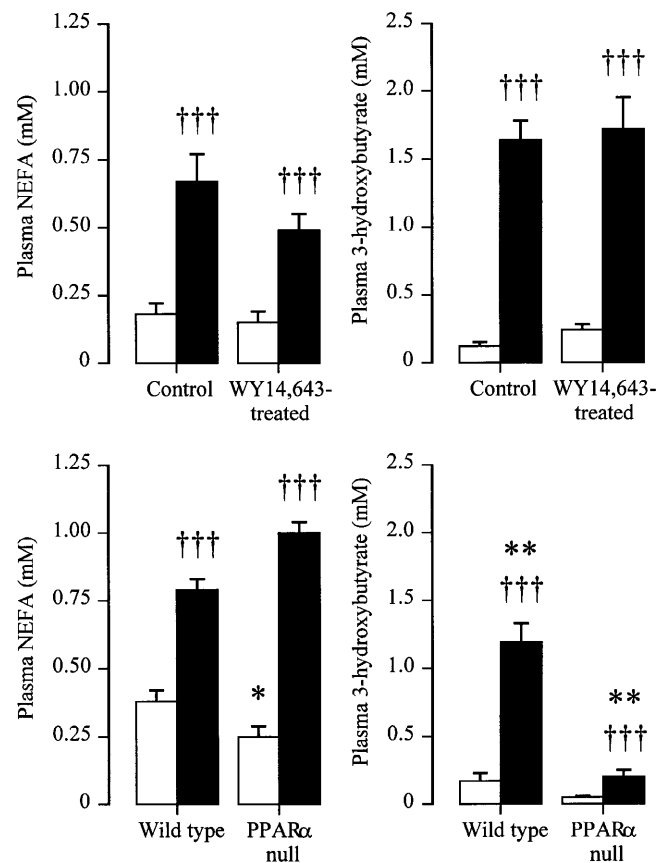 Plasma NEFA (mM)
1.25
1.00
0.75
0.50
0.25
0
†††
†††
Control
WY14,643-
treated
Plasma 3-hydroxybutyrate (mM)
2.5
2.0
1.5
1.0
0.5
0
†††
†††
Control
WY14,643-
treated
Plasma NEFA (mM)
1.25
1.00
0.75
0.50
0.25
0
†††
*
†††
Wild type
PPARα
null
Plasma 3-hydroxybutyrate (mM)
2.5
2.0
1.5
1.0
0.5
0
**
†††
**
†††
Wild type
PPARα
null